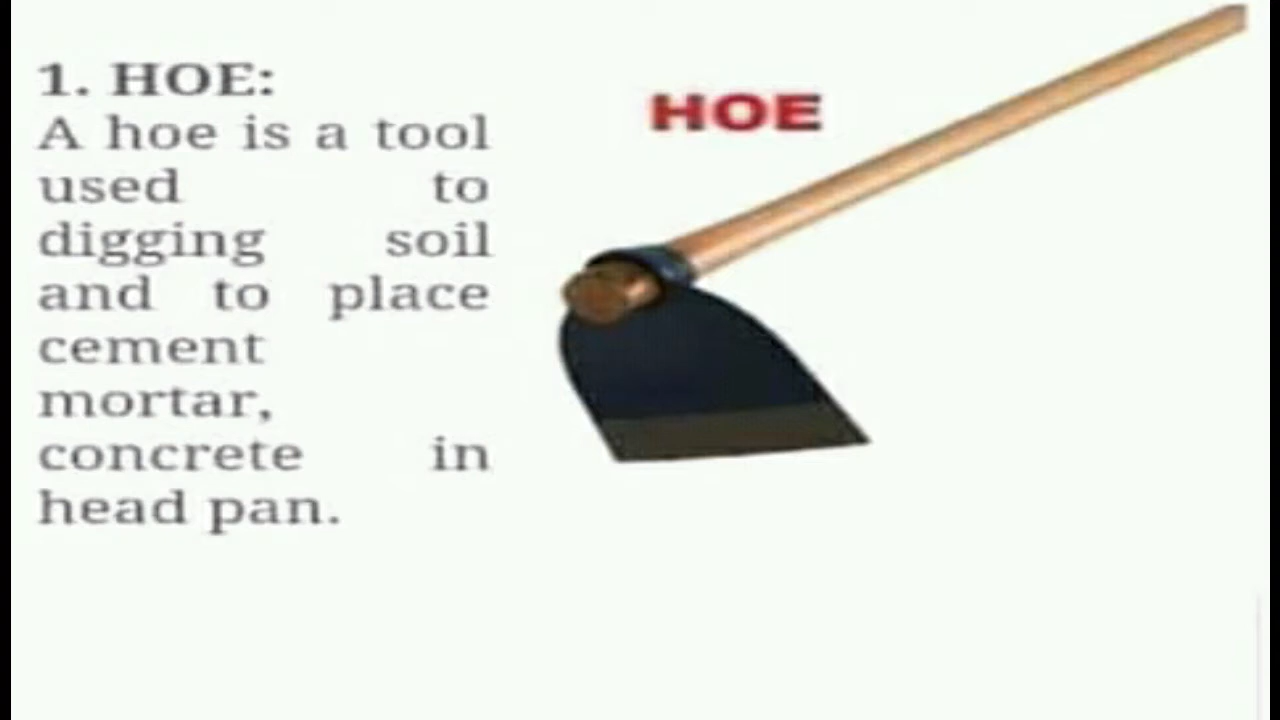 1. HOE:
A hoe is a tool
used to
digging soil
and to place
cement
mortar,
concrete in
head pan.
HOE